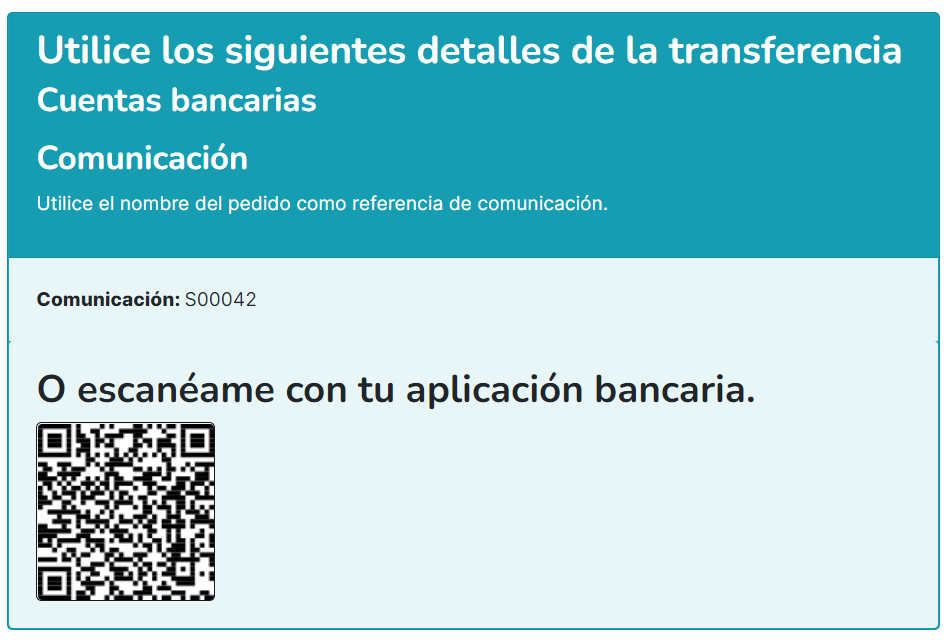 Utilice los siguientes detalles de la transferencia
Cuentas bancarias
Comunicación
Utilice el nombre del pedido como referencia de comunicación.
Comunicación: S00042
O escanéame con tu aplicación bancaria.